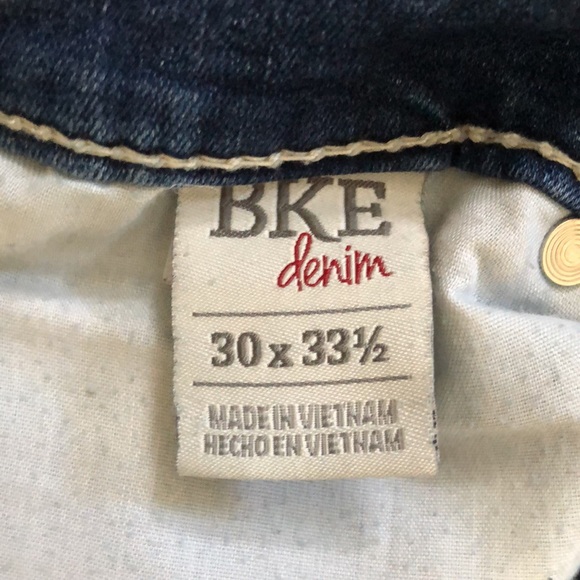 BKE
denim
30 x 33½
MADE IN VIETNAM
HECHO EN VIETNAM